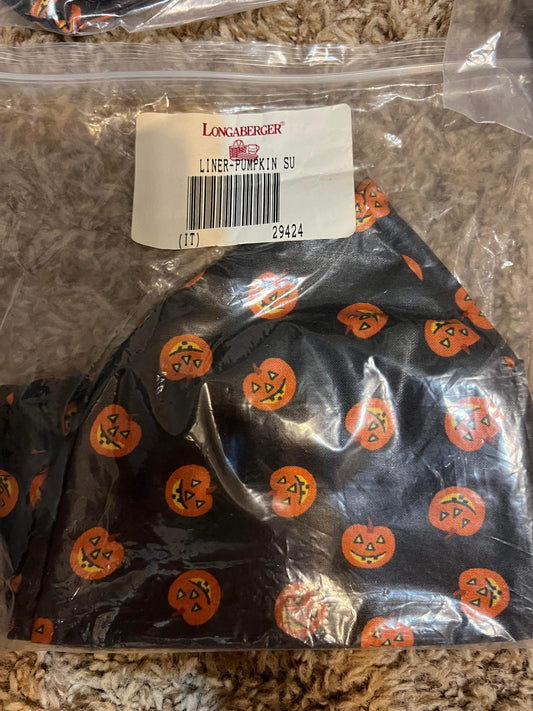 LONGABERGER®
LINER-PUMPKIN SU
(IT) 29424